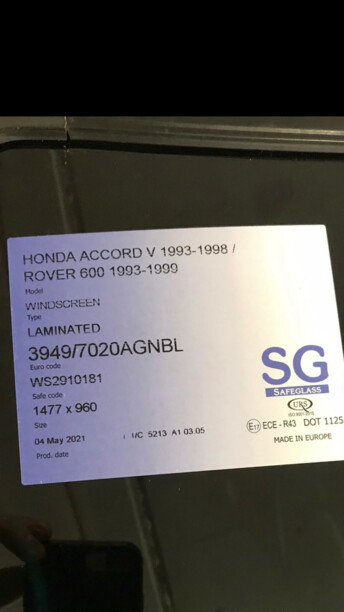 HONDA ACCORD V 1993-1998 /
ROVER 600 1993-1999
Model
WINDSCREEN
Type
LAMINATED
3949/7020AGNBL
Euro code
WS2910181
Safe code
1477 x 960
Size
04 May 2021
I/C 5213 A1 03.05
Prod. date
SG
SAFEGLASS
URS
E17 ECE - R43 DOT 1125
MADE IN EUROPE